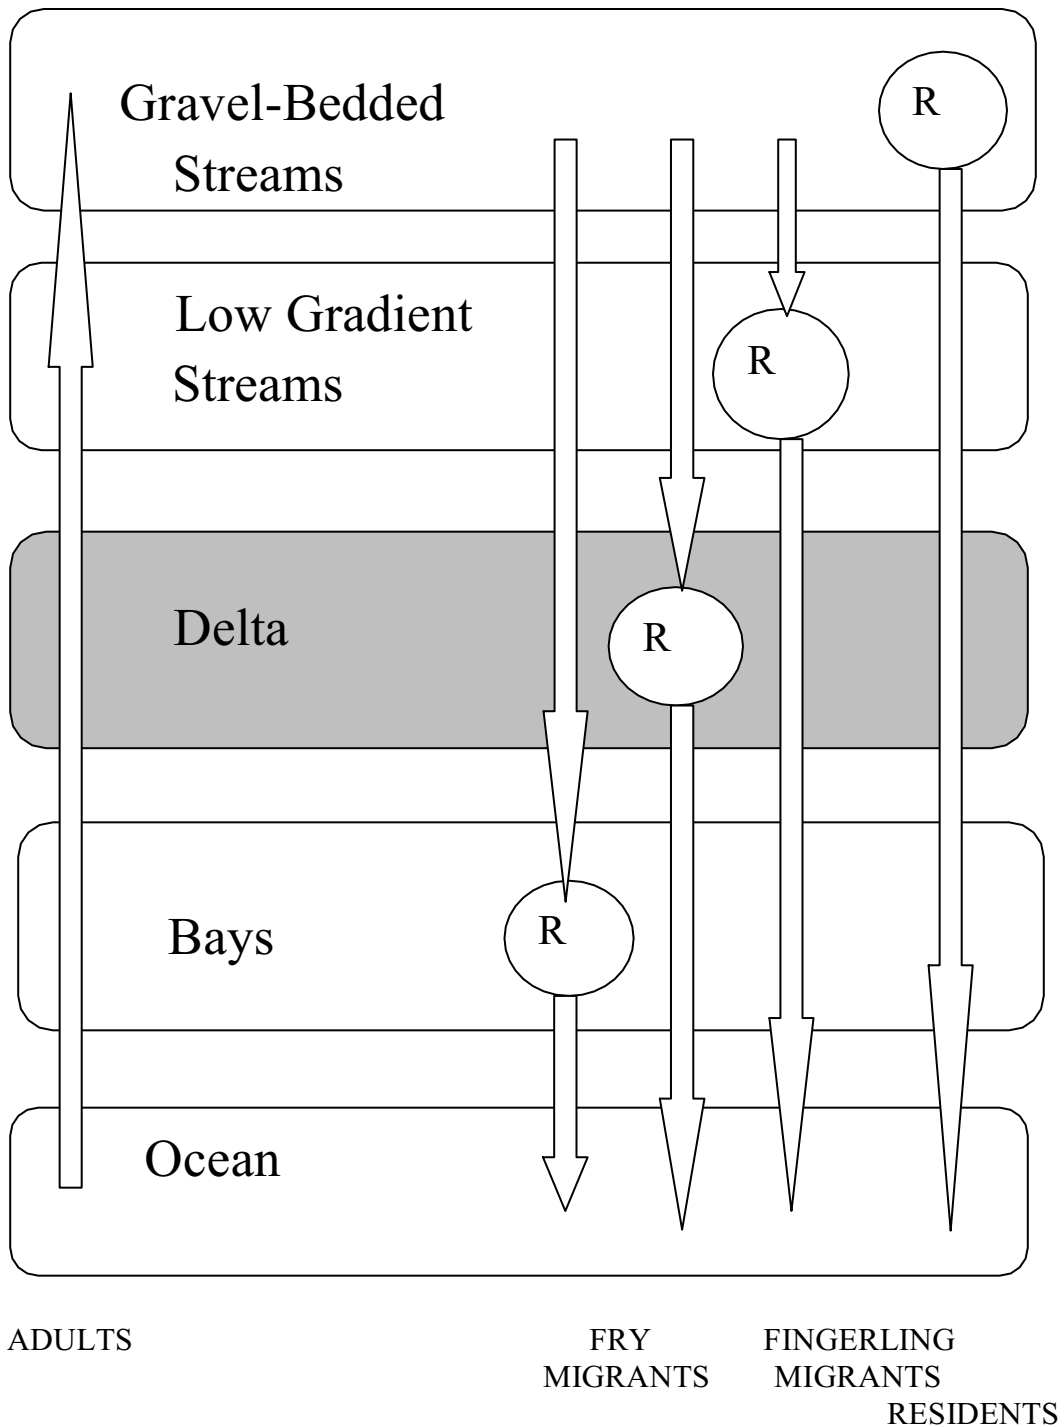 Gravel-Bedded
Streams
R
Low Gradient
Streams
R
Delta
R
Bays
R
Ocean
ADULTS
FRY
MIGRANTS
FINGERLING
MIGRANTS
RESIDENTS